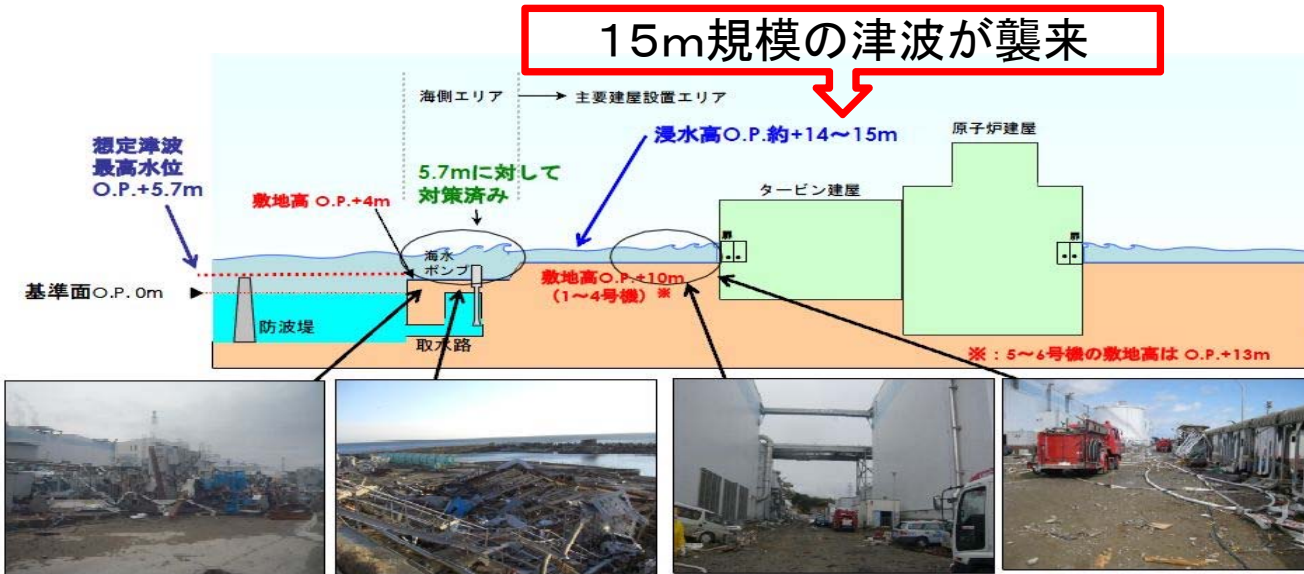 15m規模の津波が襲来
海側エリア
主要建屋設置エリア
原子炉建屋
浸水高O.P.約+14～15m
想定津波
最高水位
O.P.+5.7m
5.7mに対して
対策済み
タービン建屋
敷地高 O.P.+4m
扉
扉
海水
ポンプ
敷地高O.P.+10m
（1～4号機）※
基準面O.P. 0m
防波堤
取水路
※：5～6号機の敷地高は O.P.+13m